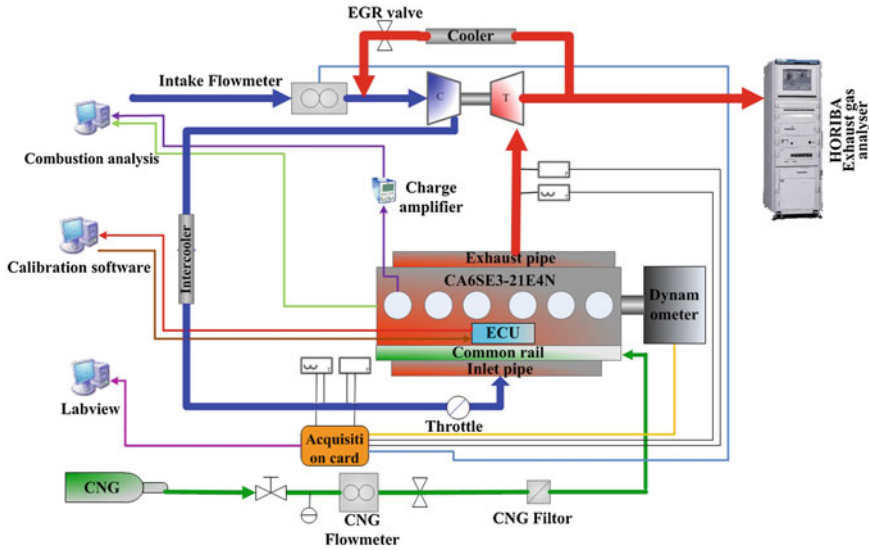 EGR valve
Cooler
Intake Flowmeter
C
T
HORIBA
Exhaust gas
analyser
Combustion analysis
Charge
amplifier
Intercooler
Calibration software
Exhaust pipe
CA6SE3-21E4N
Dynam
ometer
ECU
Common rail
Inlet pipe
Labview
Throttle
Acquisiti
on card
CNG
CNG
Flowmeter
CNG Filtor